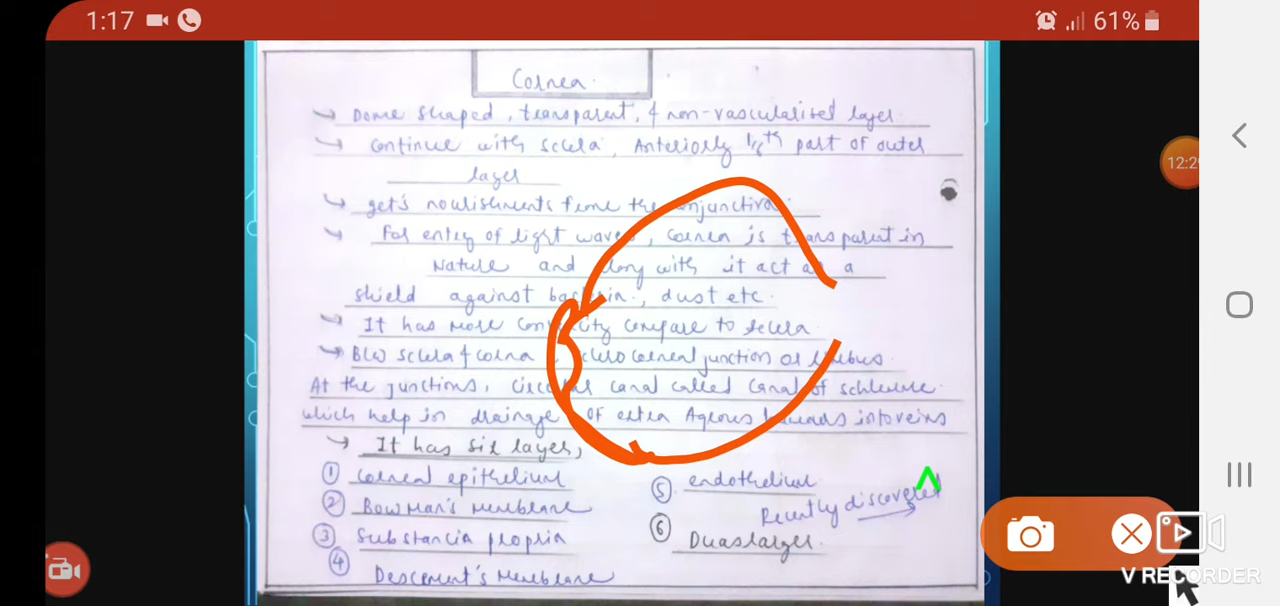 1:17
61%
Cornea.
→ Dome shaped, transparent, & non-vascularised layer.
→ Continue with sclera, Anteriorly 1/6th part of outer
layer
→ get's nourishments frome the conjunctiva.
→ For entry of light waves, cornea is transparent in
Nature and along with it act as a
shield against, dust etc.
→ It has more convexity compare to sclera
→ B/W sclera & corna sclero corneal junction or limbus
At the junctions, circular canal called canal of schlemme.
which help in drainage of extra Aqeous into veins
→ It has six layers,
① Corneal epithelium
② Bowman's membrane
③ Substancia propria
④ Descement's Membrane
⑤ endothelium
Recently discovered
⑥ Duaslayer.
12:2
V RECORDER